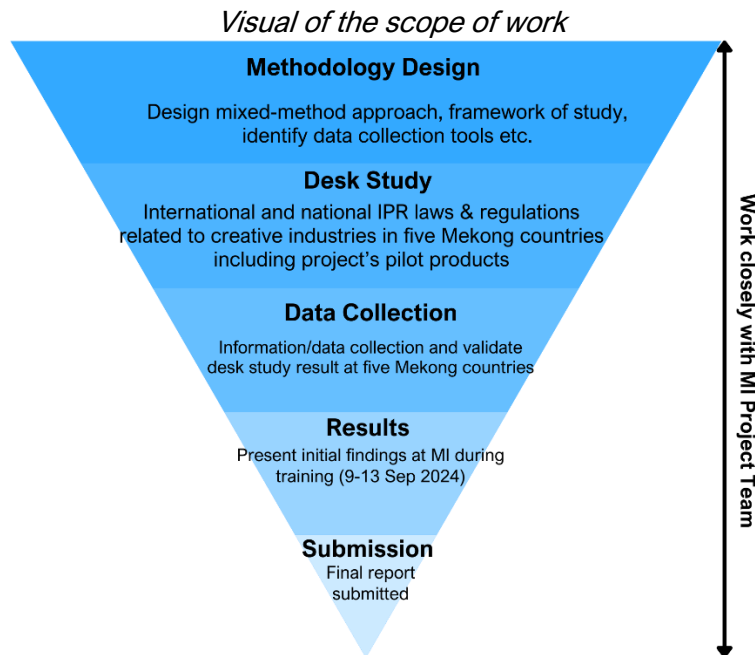 Visual of the scope of work
Methodology Design
Design mixed-method approach, framework of study,
identify data collection tools etc.
Desk Study
International and national IPR laws & regulations
related to creative industries in five Mekong countries
including project's pilot products
Data Collection
Information/data collection and validate
desk study result at five Mekong countries
Results
Present initial findings at MI during
training (9-13 Sep 2024)
Submission
Final report
submitted
Work closely with MI Project Team